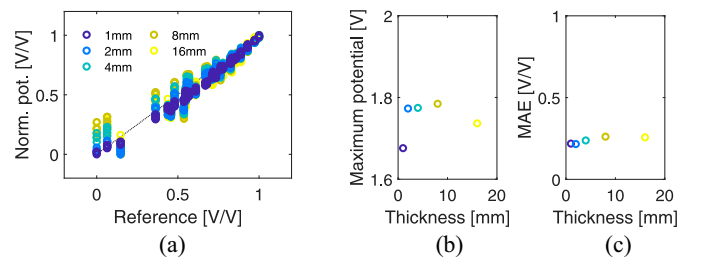 Norm. pot. [V/V]
1
0.5
0
1mm
2mm
4mm
8mm
16mm
0
0.5
1
Reference [V/V]
(a)
Maximum potential [V]
2
1.8
1.6
0
10
20
Thickness [mm]
(b)
MAE [V/V]
1
0.5
0
0
10
20
Thickness [mm]
(c)